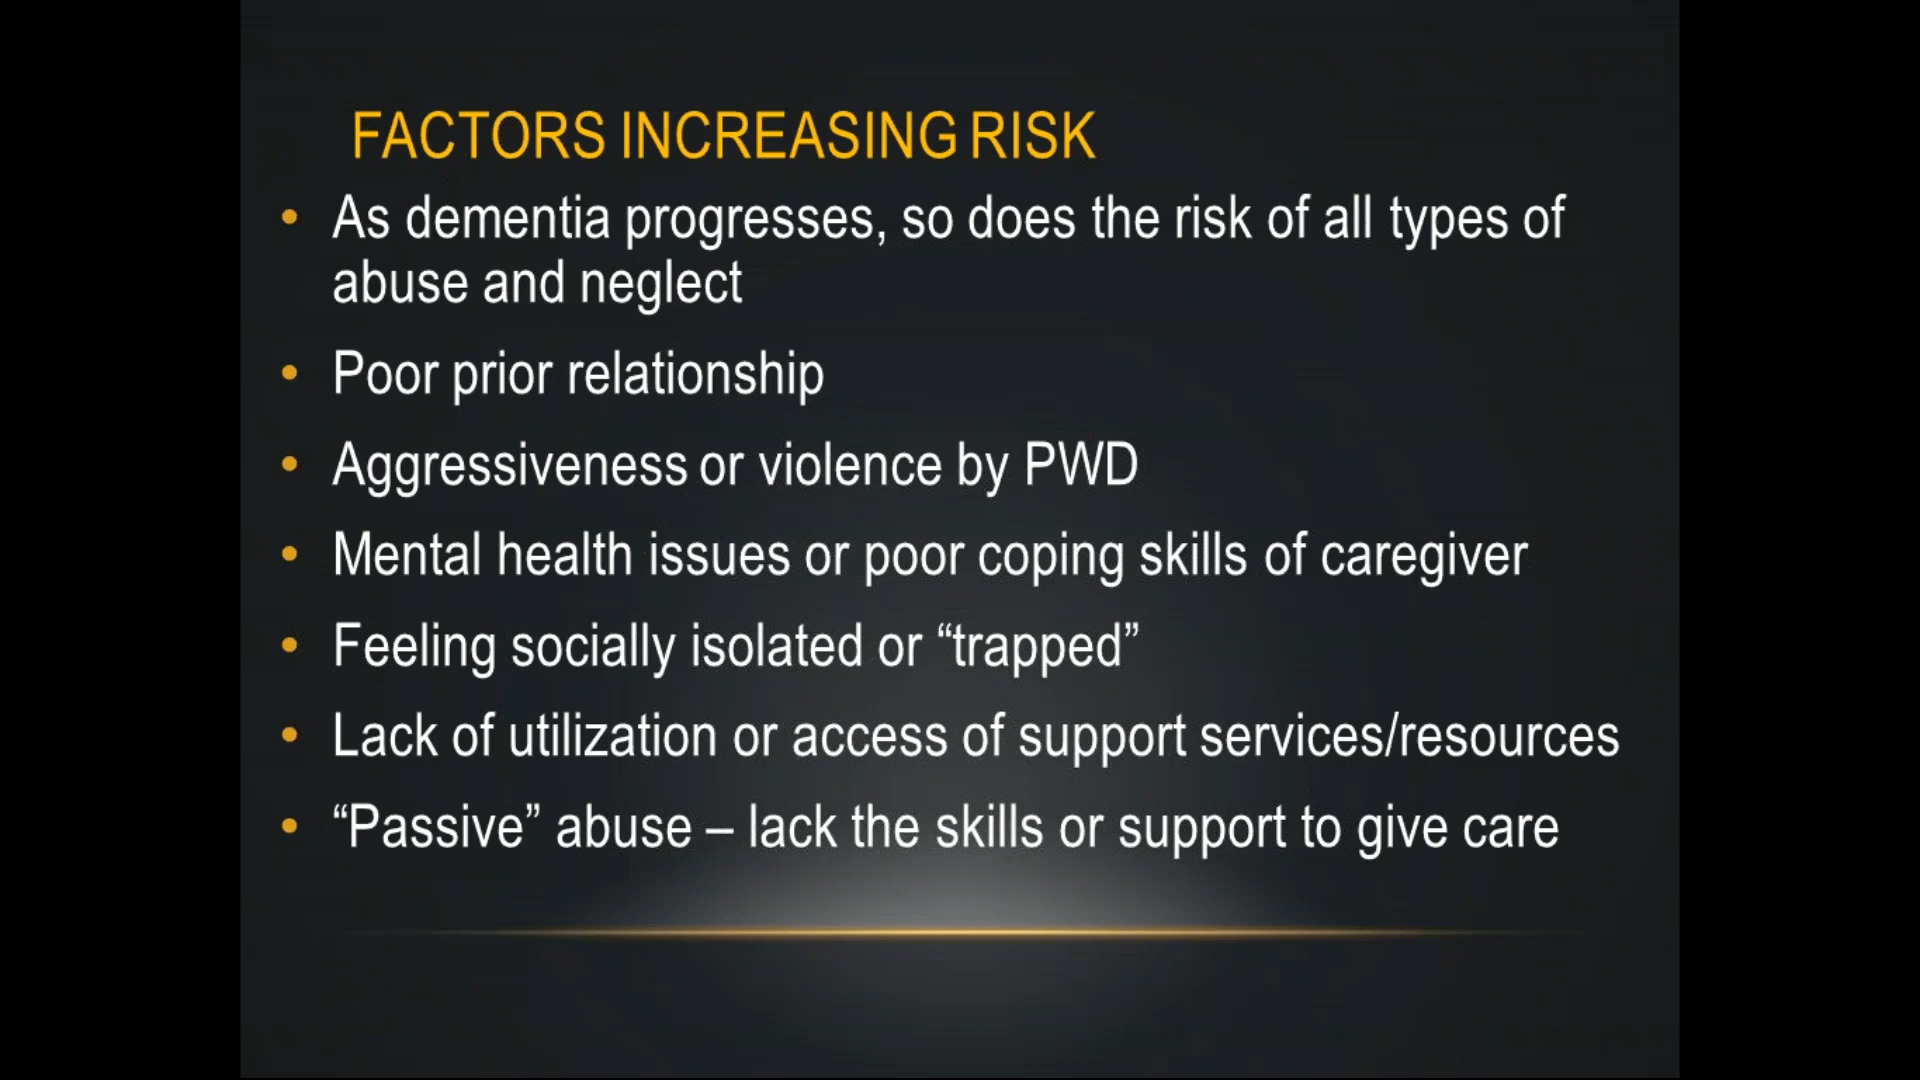 FACTORS INCREASING RISK
• As dementia progresses, so does the risk of all types of
abuse and neglect
• Poor prior relationship
• Aggressiveness or violence by PWD
• Mental health issues or poor coping skills of caregiver
• Feeling socially isolated or “trapped”
• Lack of utilization or access of support services/resources
• “Passive” abuse – lack the skills or support to give care